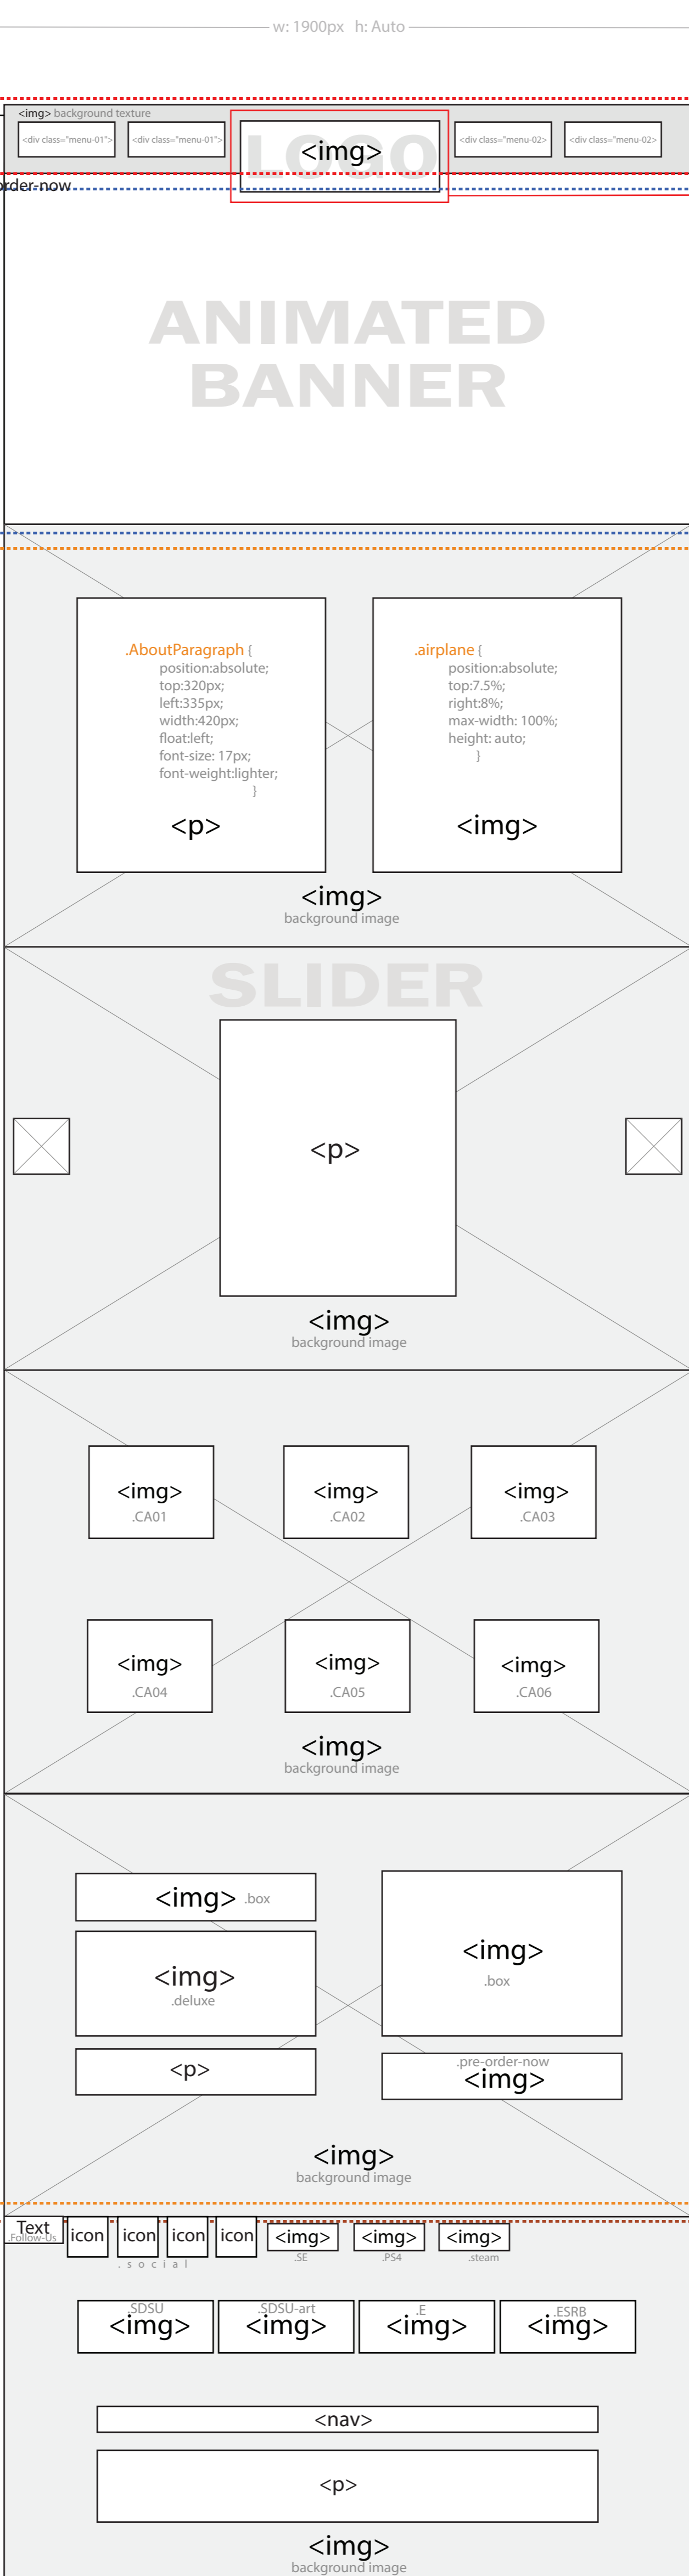 w: 1900px h: Auto
<img> background texture
<div class="menu-01">
<div class="menu-01">
LOGO
<img>
<div class="menu-02">
<div class="menu-02">
order-now
ANIMATED
BANNER
.AboutParagraph {
position:absolute;
top:320px;
left:335px;
width:420px;
float:left;
font-size: 17px;
font-weight:lighter;
}
<p>
.airplane {
position:absolute;
top:7.5%;
right:8%;
max-width: 100%;
height: auto;
}
<img>
<img>
background image
SLIDER
<p>
<img>
background image
<img>
.CA01
<img>
.CA02
<img>
.CA03
<img>
.CA04
<img>
.CA05
<img>
.CA06
<img>
background image
<img> .box
<img>
.deluxe
<p>
<img>
.box
.pre-order-now
<img>
<img>
background image
Text
.Follow-Us
icon
icon
icon
icon
.social
<img>
.SE
<img>
.PS4
<img>
.steam
.SDSU
<img>
.SDSU-art
<img>
.E
<img>
.ESRB
<img>
<nav>
<p>
<img>
background image